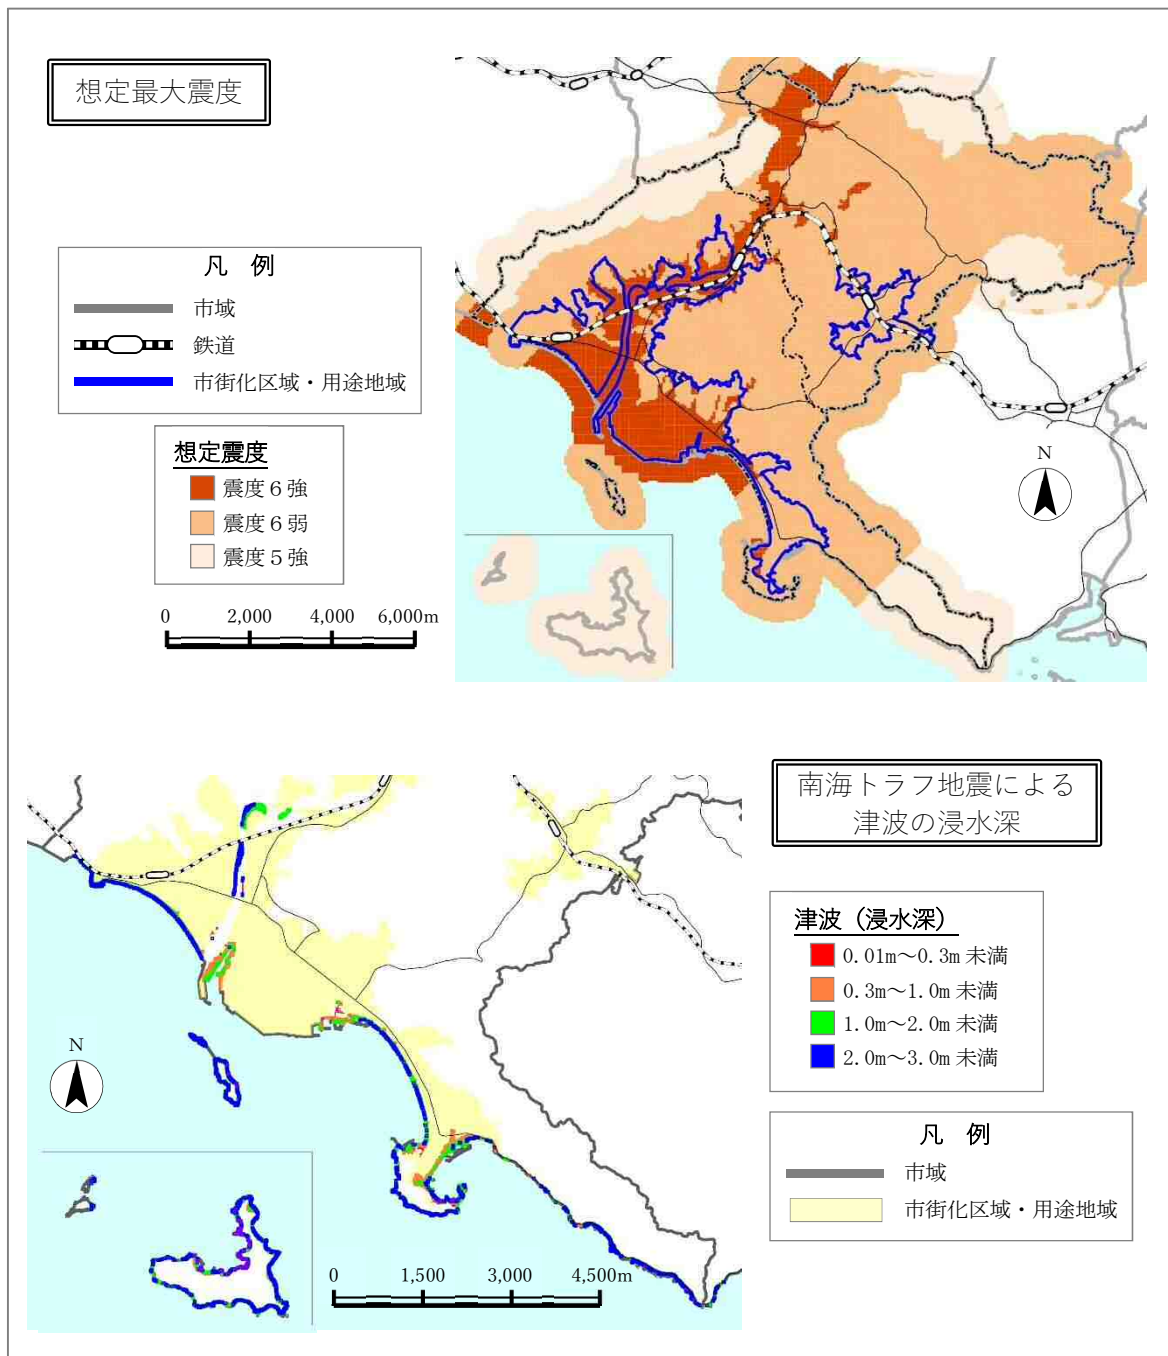 想定最大震度
凡 例
市域
鉄道
市街化区域・用途地域
想定震度
震度６強
震度６弱
震度５強
0 2,000 4,000 6,000m
N
南海トラフ地震による
津波の浸水深
津波（浸水深）
0.01m～0.3m 未満
0.3m～1.0m 未満
1.0m～2.0m 未満
2.0m～3.0m 未満
N
凡 例
市域
市街化区域・用途地域
0 1,500 3,000 4,500m